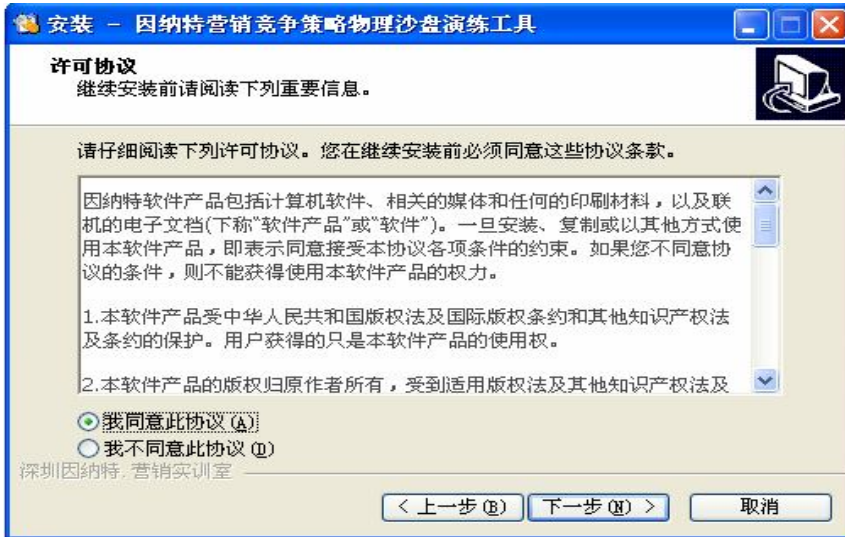 安装 - 因纳特营销竞争策略物理沙盘演练工具
许可协议
继续安装前请阅读下列重要信息。
请仔细阅读下列许可协议。您在继续安装前必须同意这些协议条款。
因纳特软件产品包括计算机软件、相关的媒体和任何的印刷材料，以及联
机的电子文档(下称“软件产品”或“软件”)。一旦安装、复制或以其他方式使
用本软件产品，即表示同意接受本协议各项条件的约束。如果您不同意协
议的条件，则不能获得使用本软件产品的权力。
1.本软件产品受中华人民共和国版权法及国际版权条约和其他知识产权法
及条约的保护。用户获得的只是本软件产品的使用权。
2.本软件产品的版权归原作者所有，受到适用版权法及其他知识产权法及
我同意此协议(A)
我不同意此协议(D)
深圳因纳特.营销实训室
< 上一步(B) 下一步(N) > 取消